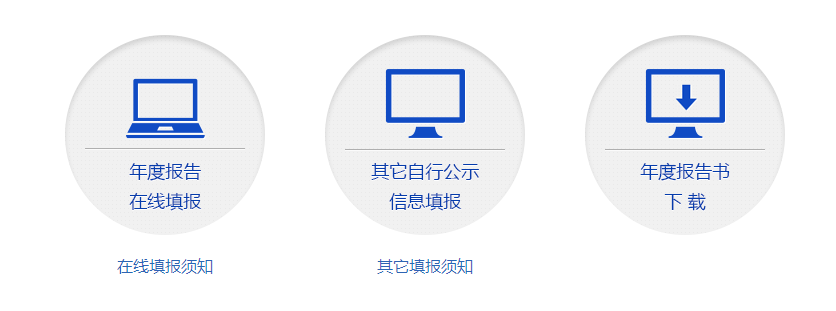 年度报告
在线填报
其它自行公示
信息填报
年度报告书
下 载
在线填报须知
其它填报须知